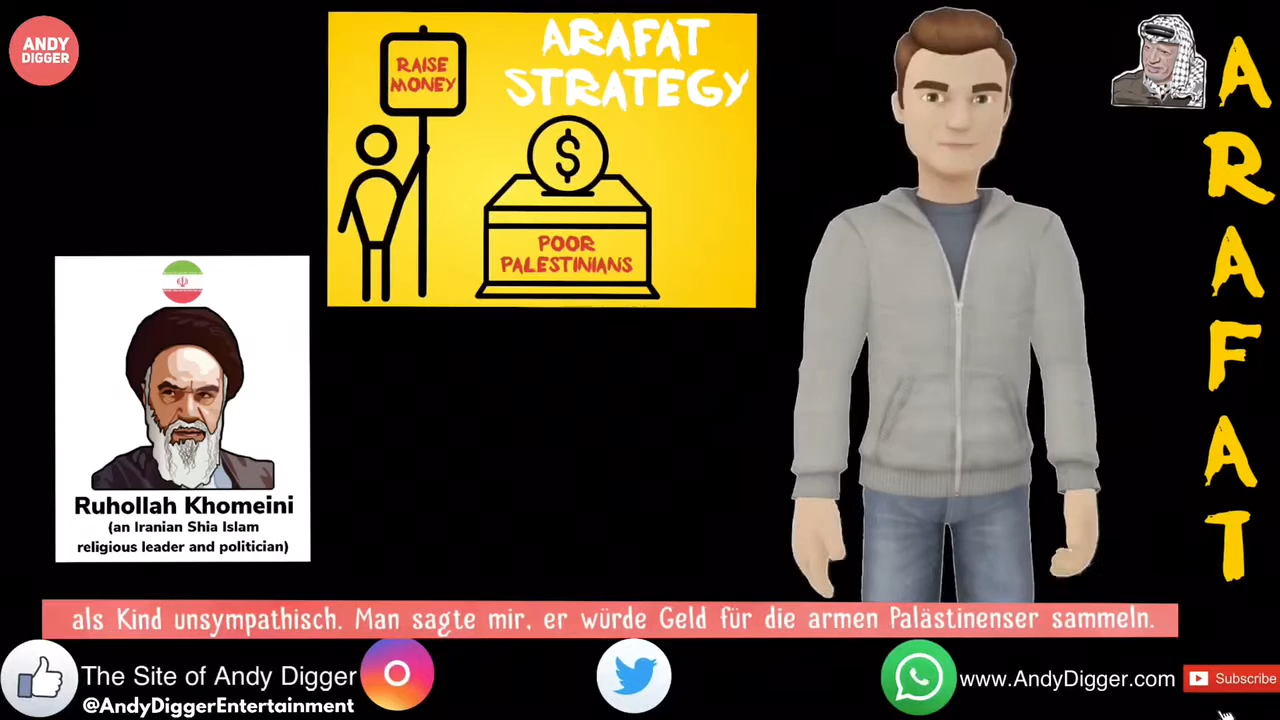 ANDY
DIGGER
RAISE
MONEY
ARAFAT
STRATEGY
POOR
PALESTINIANS
ARAFAT
Ruhollah Khomeini
(an Iranian Shia Islam
religious leader and politician)
als Kind unsympathisch. Man sagte mir, er würde Geld für die armen Palästinenser sammeln.
The Site of Andy Digger
@AndyDiggerEntertainment
www.AndyDigger.com
Subscribe